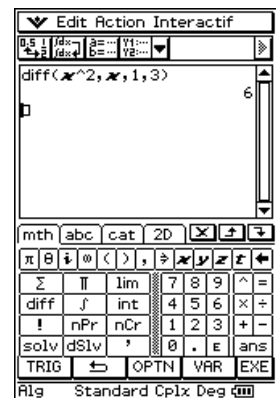 Edit Action Interactif
diff(x^2,x,1,3)
6
mth abc cat 2D
π θ i ∞ ( ) , ⇒ x y z t
Σ Π lim 7 8 9 ^ =
diff ∫ int 4 5 6 × ÷
! nPr nCr 1 2 3 + -
solv dSlv ' 0 . E ans
TRIG OPTN VAR EXE
Alg Standard Cplx Deg